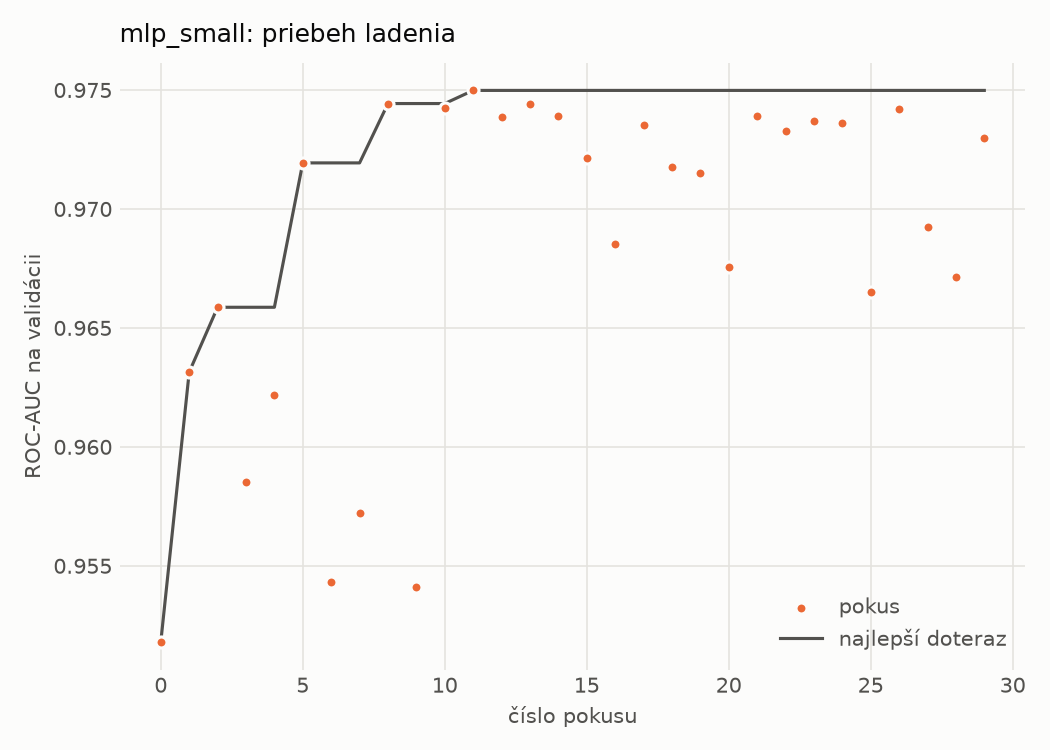 mlp_small: priebeh ladenia
ROC-AUC na validácii
0.975
0.970
0.965
0.960
0.955
pokus
najlepší doteraz
0 5 10 15 20 25 30
číslo pokusu